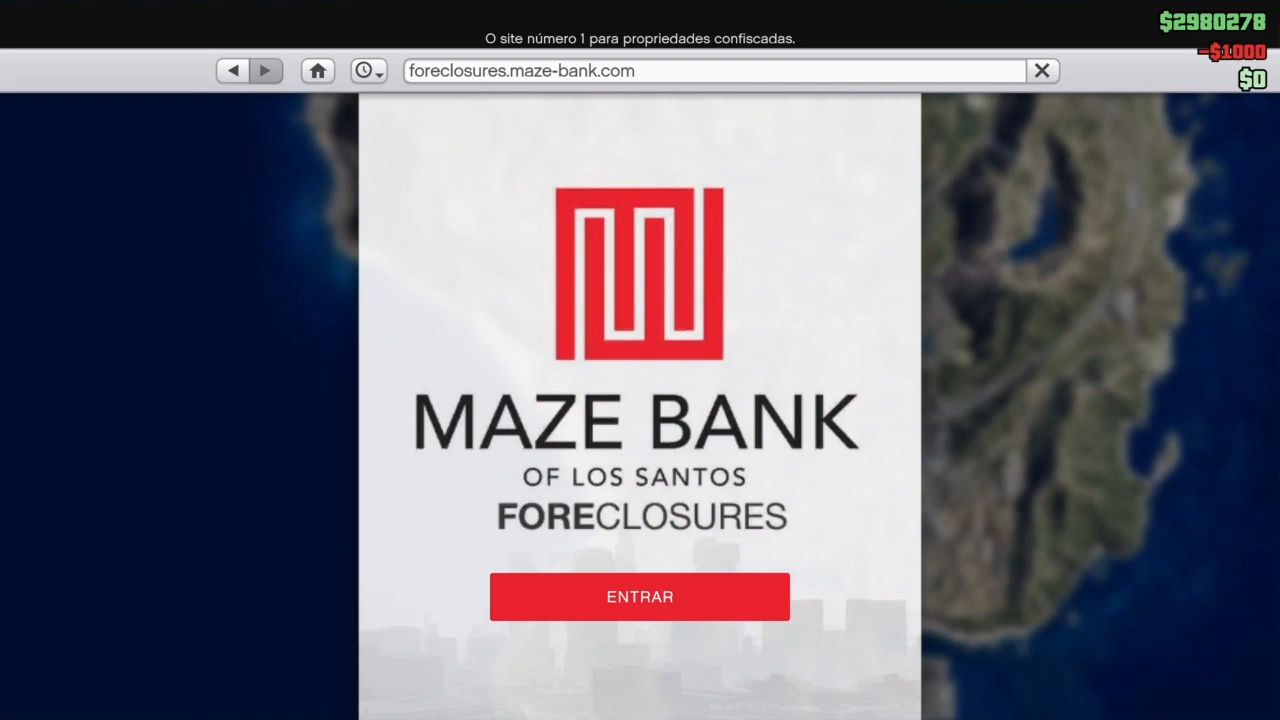 O site número 1 para propriedades confiscadas.
$2980278
-$1000
$0
foreclosures.maze-bank.com
MAZE BANK
OF LOS SANTOS
FORECLOSURES
ENTRAR